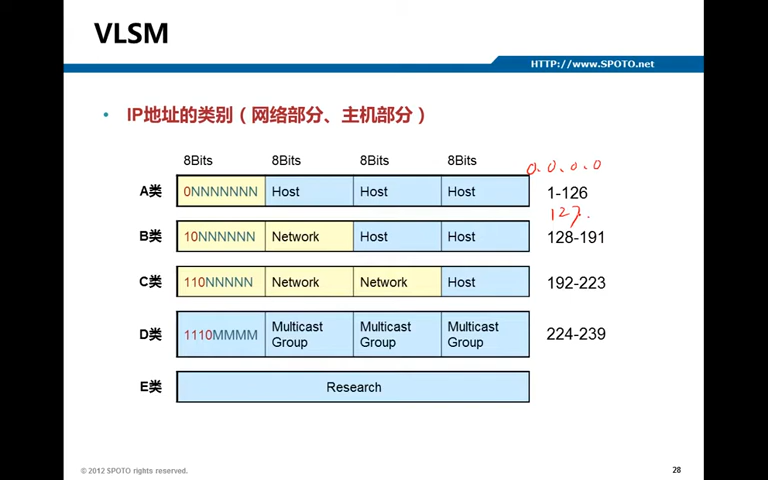 VLSM
HTTP://www.SPOTO.net
• IP地址的类别（网络部分、主机部分）
8Bits 8Bits 8Bits 8Bits
0.0.0.0
A类 0NNNNNNN Host Host Host 1-126
127.
B类 10NNNNNN Network Host Host 128-191
C类 110NNNNN Network Network Host 192-223
D类 1110MMMM Multicast Group Multicast Group Multicast Group 224-239
E类 Research
© 2012 SPOTO rights reserved.
28